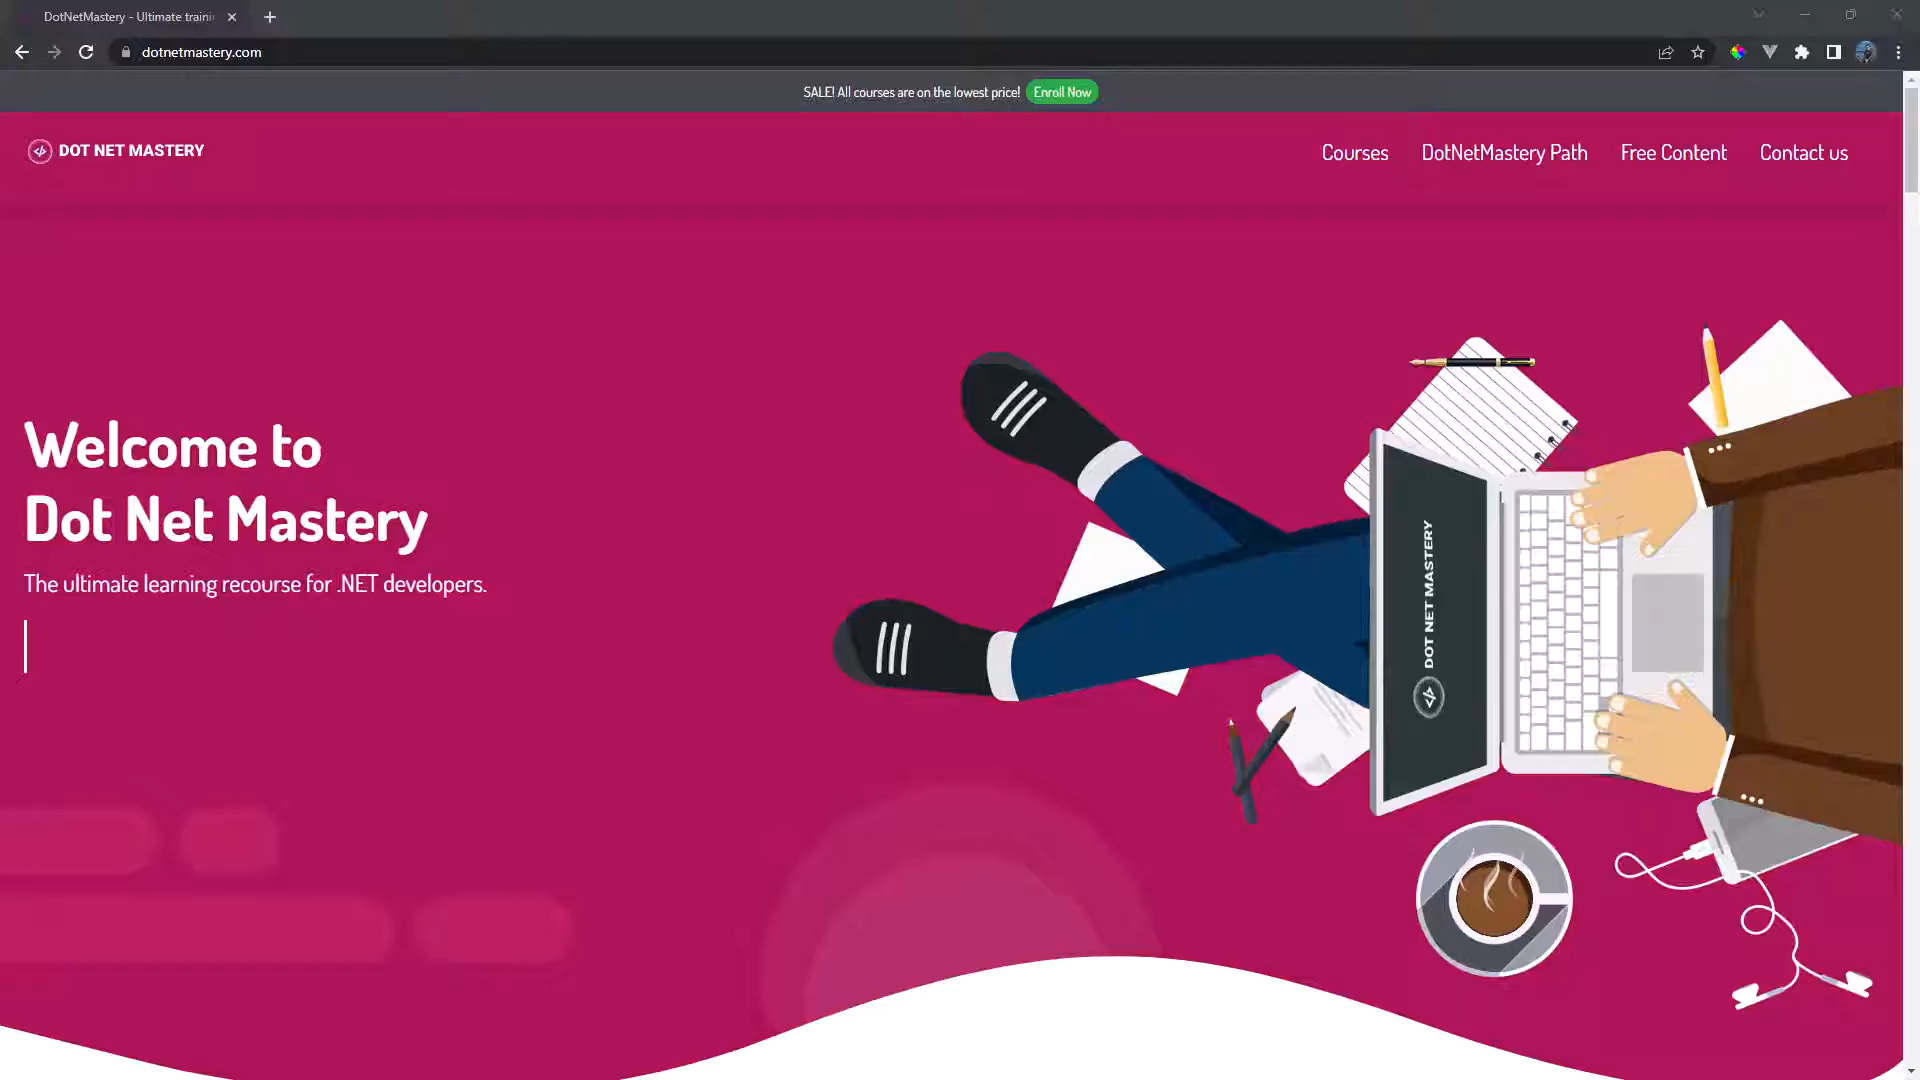 DotNetMastery - Ultimate traini
dotnetmastery.com
SALE! All courses are on the lowest price! Enroll Now
DOT NET MASTERY
Courses DotNetMastery Path Free Content Contact us
Welcome to
Dot Net Mastery
The ultimate learning recourse for .NET developers.
DOT NET MASTERY